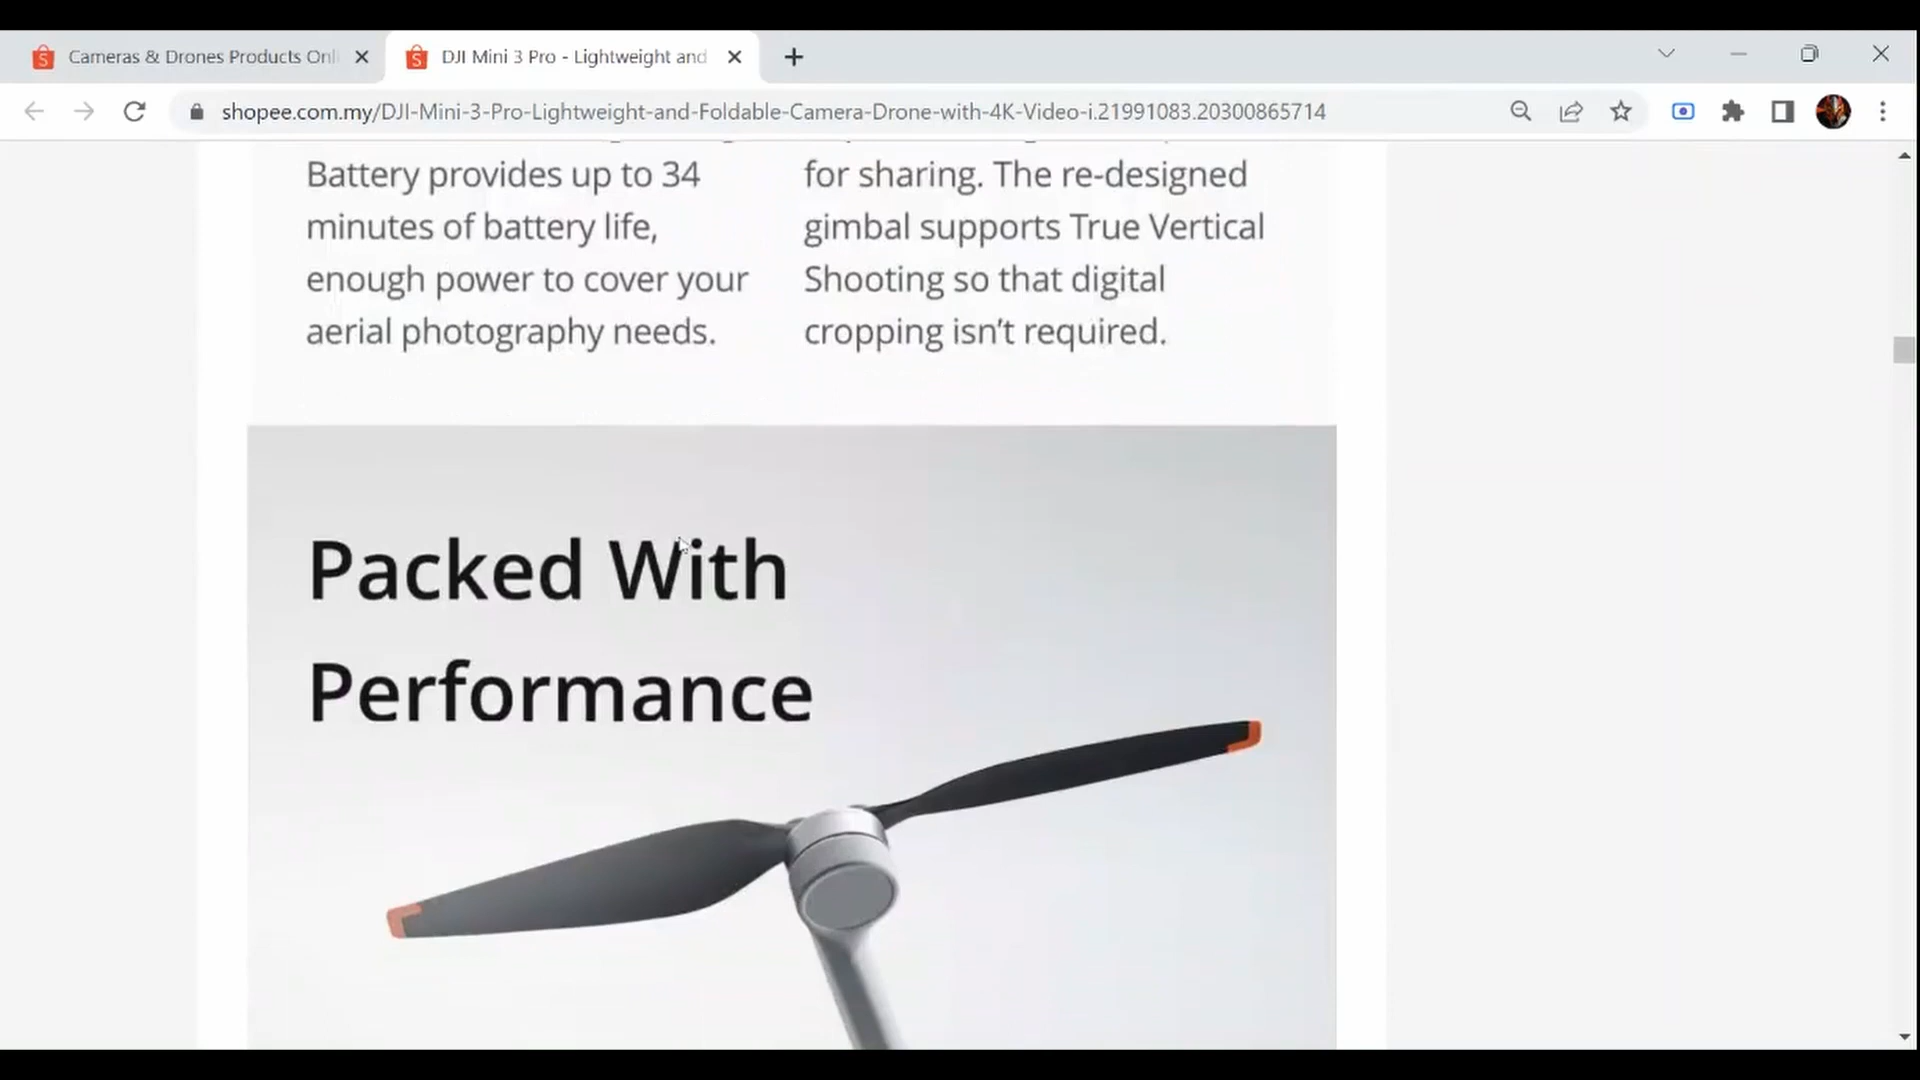 Cameras & Drones Products Onl
DJI Mini 3 Pro - Lightweight and
shopee.com.my/DJI-Mini-3-Pro-Lightweight-and-Foldable-Camera-Drone-with-4K-Video-i.21991083.20300865714
Battery provides up to 34
minutes of battery life,
enough power to cover your
aerial photography needs.
for sharing. The re-designed
gimbal supports True Vertical
Shooting so that digital
cropping isn't required.
Packed With
Performance